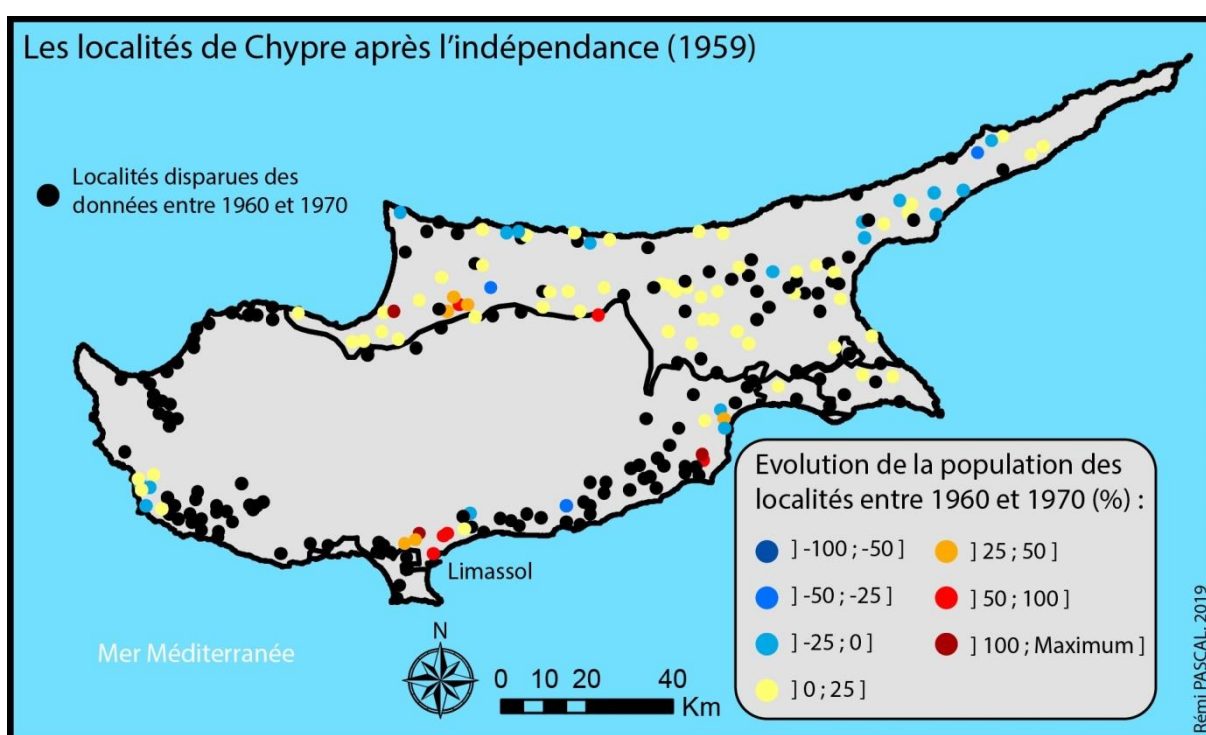 Les localités de Chypre après l'indépendance (1959)
Localités disparues des
données entre 1960 et 1970
Limassol
Mer Méditerranée
N
0 10 20 40
Km
Evolution de la population des
localités entre 1960 et 1970 (%) :
] -100 ; -50 ]
] -50 ; -25 ]
] -25 ; 0 ]
] 0 ; 25 ]
] 25 ; 50 ]
] 50 ; 100 ]
] 100 ; Maximum ]
Rémi PASCAL, 2019